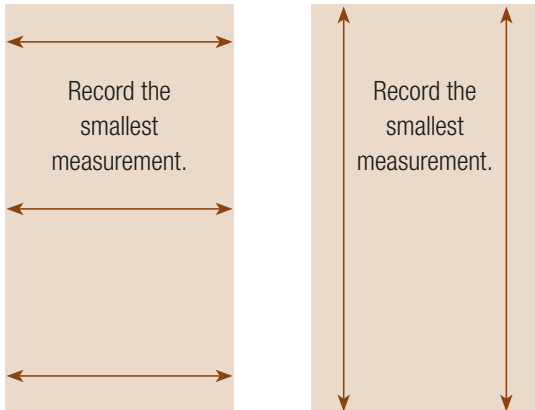 Record the
smallest
measurement.
Record the
smallest
measurement.